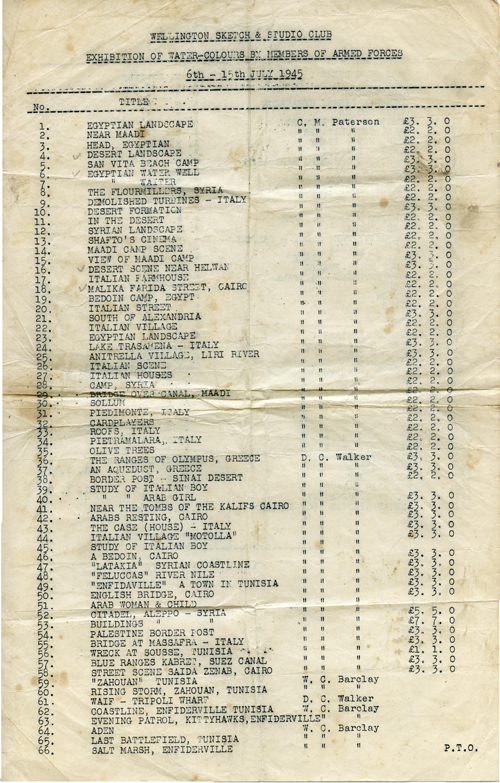 WELLINGTON SKETCH & STUDIO CLUB
EXHIBITION OF WATER-COLOURS BY MEMBERS OF ARMED FORCES
6th - 15th JULY 1945
No. TITLE
1. EGYPTIAN LANDSCAPE C. M. Paterson £3. 3. 0
2. NEAR MAADI " " " £2. 2. 0
3. HEAD, EGYPTIAN " " " £2. 2. 0
4. DESERT LANDSCAPE " " " £2. 2. 0
5. SAN VITA BEACH CAMP " " " £3. 3. 0
6. EGYPTIAN WATER WELL " " " £3. 3. 0
7. " WAITER " " " £2. 2. 0
8. THE FLOURMILLERS, SYRIA " " " £2. 2. 0
9. DEMOLISHED TURBINES - ITALY " " " £2. 2. 0
10. DESERT FORMATION " " " £3. 3. 0
11. IN THE DESERT " " " £2. 2. 0
12. SYRIAN LANDSCAPE " " " £2. 2. 0
13. SHAFTO'S CINEMA " " " £2. 2. 0
14. MAADI CAMP SCENE " " " £2. 2. 0
15. VIEW OF MAADI CAMP " " " £3. 3. 0
16. DESERT SCENE NEAR HELWAN " " " £3. 3. 0
17. ITALIAN FARMHOUSE " " " £2. 2. 0
18. MALIKA FARIDA STREET, CAIRO " " " £2. 2. 0
19. BEDOIN CAMP, EGYPT " " " £2. 2. 0
20. ITALIAN STREET " " " £2. 2. 0
21. SOUTH OF ALEXANDRIA " " " £3. 3. 0
22. ITALIAN VILLAGE " " " £2. 2. 0
23. EGYPTIAN LANDSCAPE " " " £2. 2. 0
24. LAKE TRASAMENA - ITALY " " " £3. 3. 0
25. ANITRELLA VILLAGE, LIRI RIVER " " " £3. 3. 0
26. ITALIAN SCENE " " " £2. 2. 0
27. ITALIAN HOUSES " " " £2. 2. 0
28. CAMP, SYRIA " " " £2. 2. 0
29. BRIDGE OVER CANAL, MAADI " " " £2. 2. 0
30. SOLLUM " " " £2. 2. 0
31. PIEDIMONTE, ITALY " " " £2. 2. 0
32. CARDPLAYERS " " " £2. 2. 0
33. ROOFS, ITALY " " " £2. 2. 0
34. PIETRAMALARA, ITALY " " " £2. 2. 0
35. OLIVE TREES " " " £2. 2. 0
36. THE RANGES OF OLYMPUS, GREECE D. C. Walker £3. 3. 0
37. AN AQUEDUST, GREECE " " " £3. 3. 0
38. BORDER POST - SINAI DESERT " " " £2. 2. 0
39. STUDY OF ITALIAN BOY " " "
40. " " ARAB GIRL " " " £3. 3. 0
41. NEAR THE TOMBS OF THE KALIFS CAIRO " " " £3. 3. 0
42. ARABS RESTING, CAIRO " " " £3. 3. 0
43. THE CASE (HOUSE) - ITALY " " " £3. 3. 0
44. ITALIAN VILLAGE "MOTOLLA" " " " £3. 3. 0
45. STUDY OF ITALIAN BOY " " "
46. A BEDOIN, CAIRO " " " £3. 3. 0
47. "LATAKIA" SYRIAN COASTLINE " " " £3. 3. 0
48. "FELUCCAS" RIVER NILE " " " £3. 3. 0
49. "ENFIDAVILLE" A TOWN IN TUNISIA " " " £3. 3. 0
50. ENGLISH BRIDGE, CAIRO " " " £3. 3. 0
51. ARAB WOMAN & CHILD " " "
52. CITADEL, ALEPPO - SYRIA " " " £5. 5. 0
53. BUILDINGS " " " " " £7. 7. 0
54. PALESTINE BORDER POST " " " £3. 3. 0
55. BRIDGE AT MASSAFRA - ITALY " " " £3. 3. 0
56. WRECK AT SOUSSE, TUNISIA " " " £1. 1. 0
57. BLUE RANGES KABRET, SUEZ CANAL " " " £3. 3. 0
58. STREET SCENE SAIDA ZENAB, CAIRO " " " £3. 3. 0
59. "ZAHOUAN" TUNISIA W. C. Barclay
60. RISING STORM, ZAHOUAN, TUNISIA " " "
61. WAIF - TRIPOLI WHARF D. C. Walker
62. COASTLINE, ENFIDERVILLE TUNISIA W. C. Barclay
63. EVENING PATROL, KITTYHAWKS,ENFIDERVILLE " " "
64. ADEN W. C. Barclay
65. LAST BATTLEFIELD, TUNISIA " " "
66. SALT MARSH, ENFIDERVILLE " " " P.T.O.